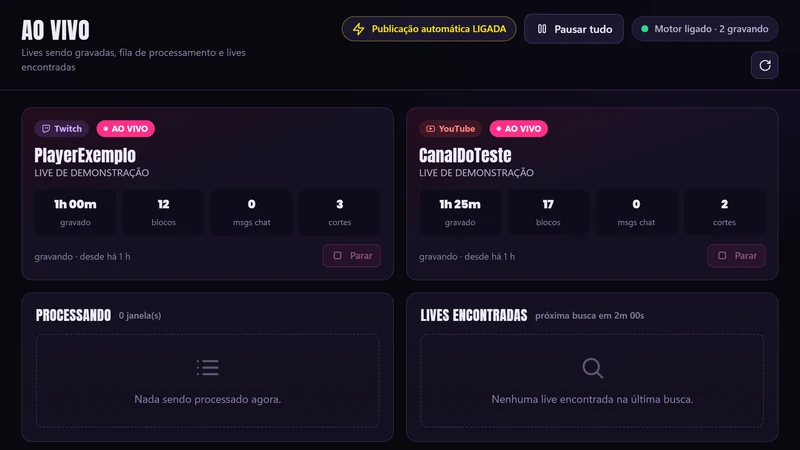 AO VIVO
Lives sendo gravadas, fila de processamento e lives
encontradas
Publicação automática LIGADA
Pausar tudo
Motor ligado · 2 gravando
Twitch
AO VIVO
PlayerExemplo
LIVE DE DEMONSTRAÇÃO
1h 00m
gravado
12
blocos
0
msgs chat
3
cortes
gravando · desde há 1 h
Parar
YouTube
AO VIVO
CanalDoTeste
LIVE DE DEMONSTRAÇÃO
1h 25m
gravado
17
blocos
0
msgs chat
2
cortes
gravando · desde há 1 h
Parar
PROCESSANDO
0 janela(s)
Nada sendo processado agora.
LIVES ENCONTRADAS
próxima busca em 2m 00s
Nenhuma live encontrada na última busca.